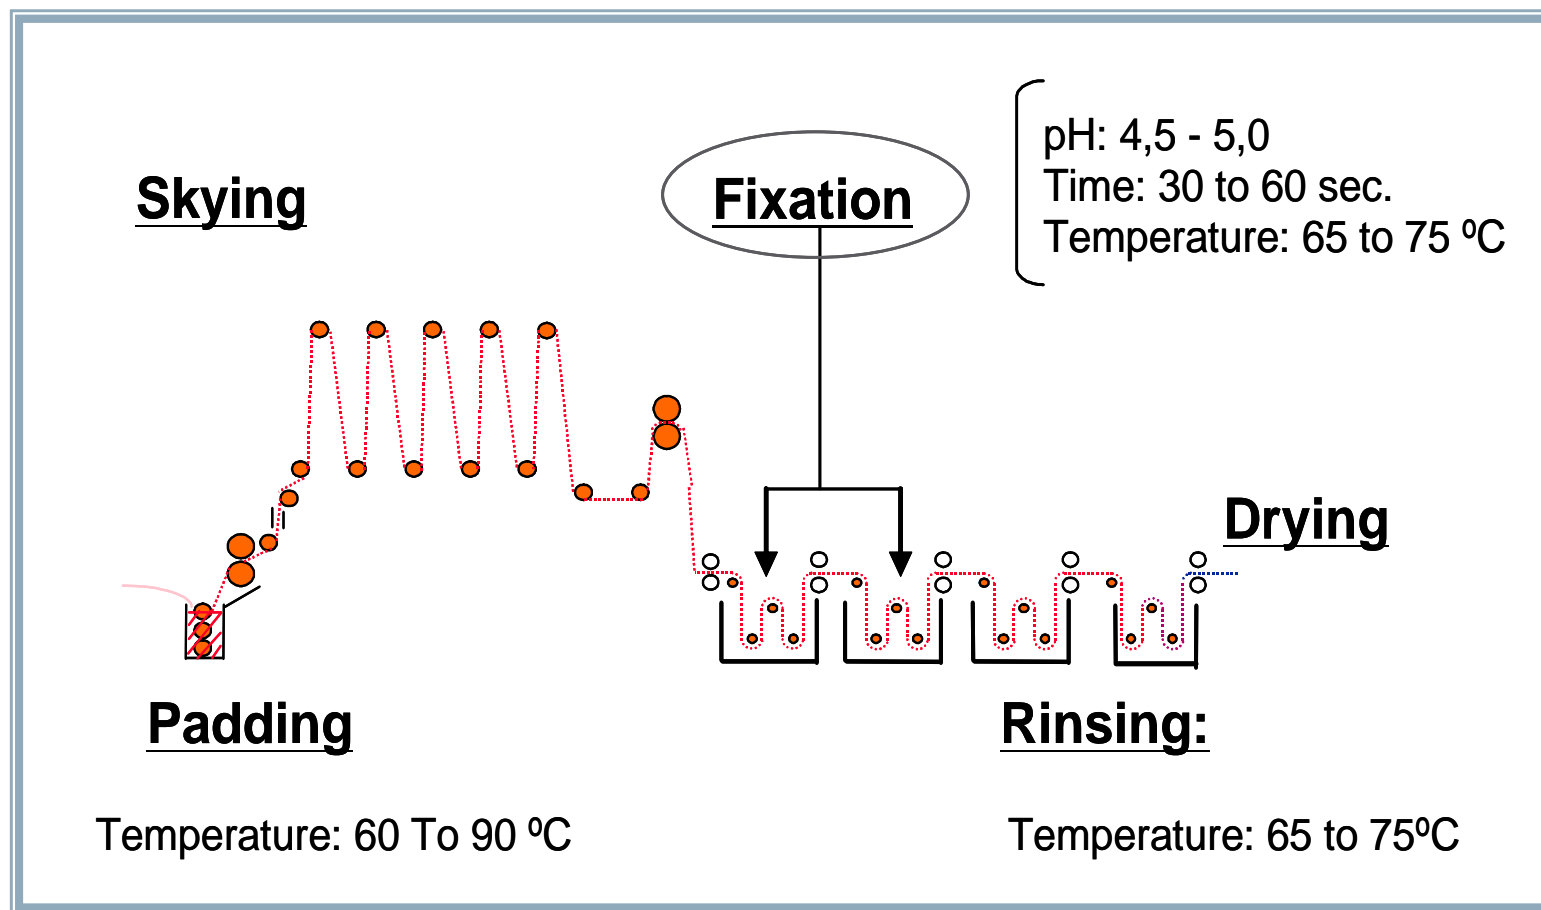 Skying
Fixation
pH: 4,5 - 5,0
Time: 30 to 60 sec.
Temperature: 65 to 75 ºC
Drying
Padding
Temperature: 60 To 90 ºC
Rinsing:
Temperature: 65 to 75ºC